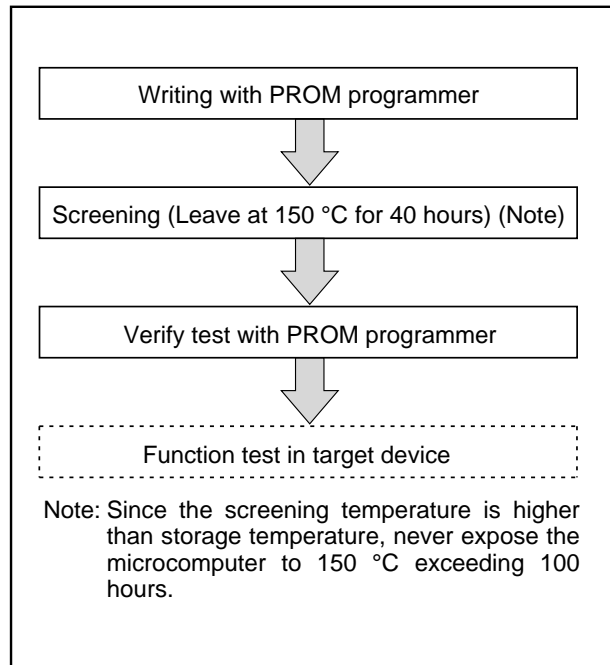 Writing with PROM programmer
Screening (Leave at 150 °C for 40 hours) (Note)
Verify test with PROM programmer
Function test in target device
Note: Since the screening temperature is higher
than storage temperature, never expose the
microcomputer to 150 °C exceeding 100
hours.